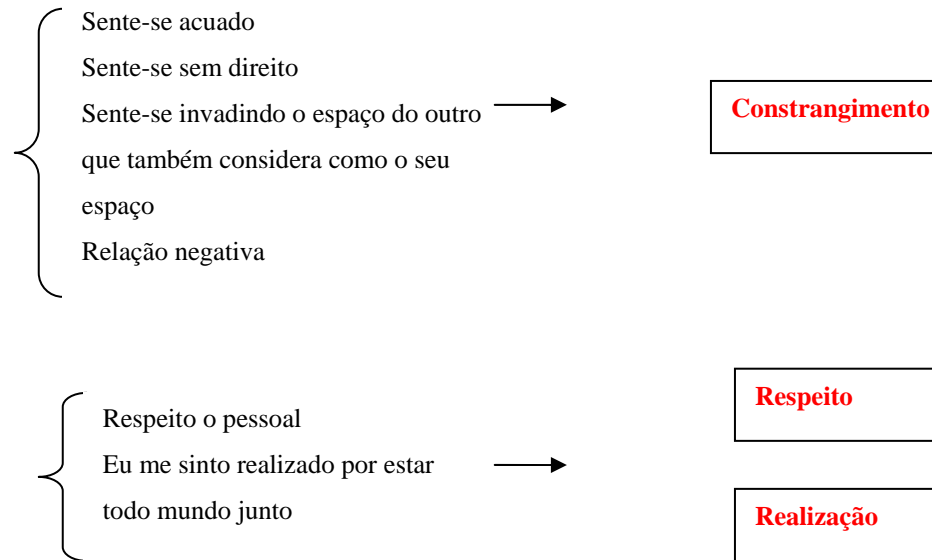 Sente-se acuado
Sente-se sem direito
Sente-se invadindo o espaço do outro
que também considera como o seu
espaço
Relação negativa
Constrangimento
Respeito o pessoal
Eu me sinto realizado por estar
todo mundo junto
Respeito
Realização